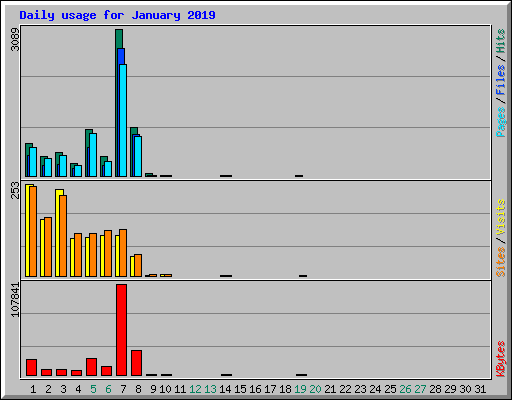 Daily usage for January 2019
3089
Pages / Files / Hits
253
Sites / Visits
107841
KBytes
1 2 3 4 5 6 7 8 9 10 11 12 13 14 15 16 17 18 19 20 21 22 23 24 25 26 27 28 29 30 31